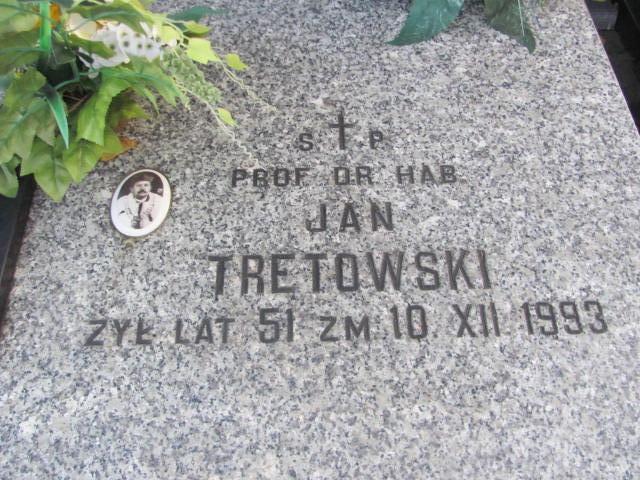 S P
PROF DR HAB
JAN
TRETOWSKI
ŻYŁ LAT 51 ZM 10. XII. 1993